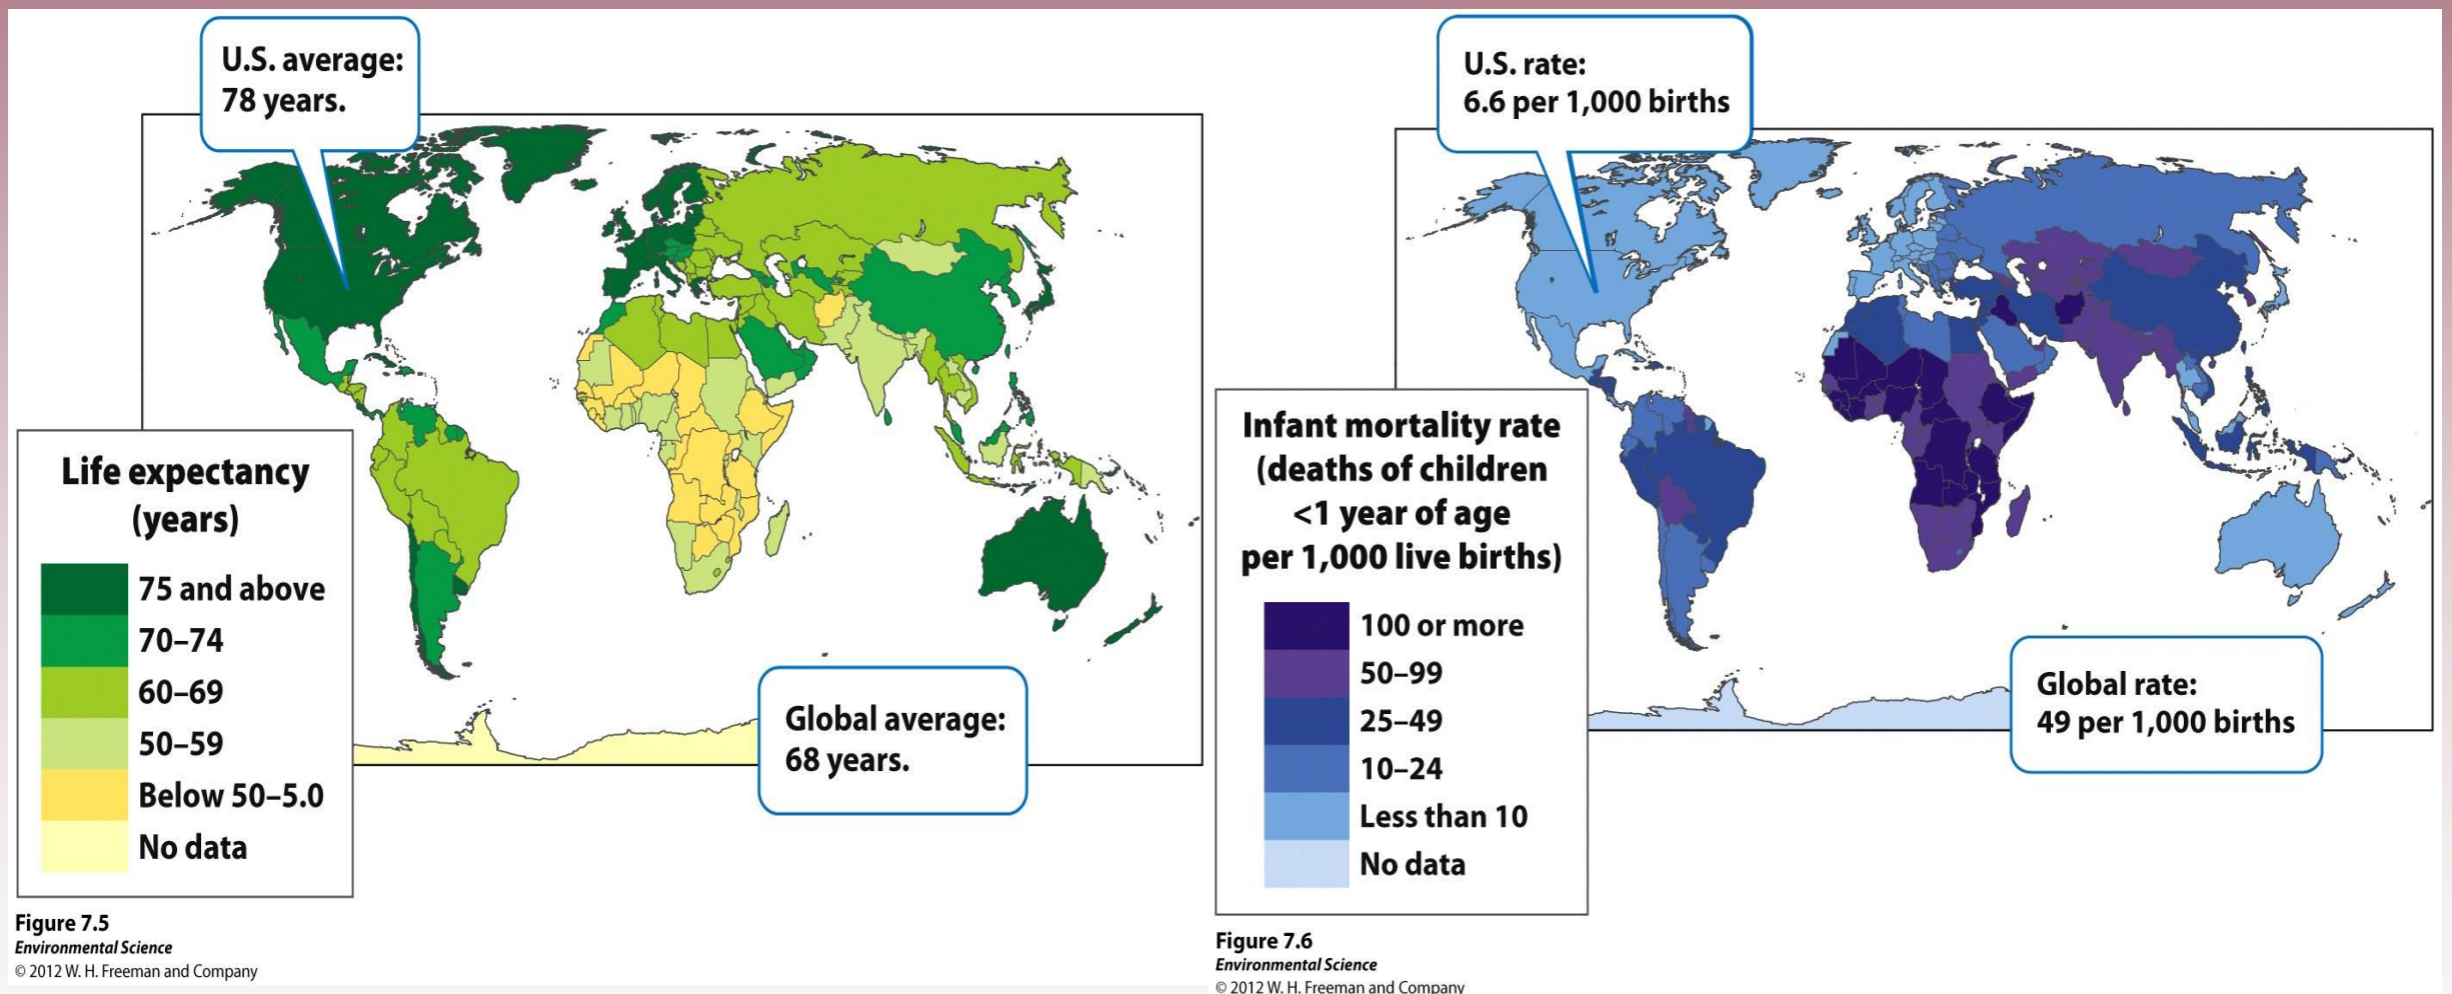 U.S. average:
78 years.
Life expectancy
(years)
75 and above
70–74
60–69
50–59
Below 50–5.0
No data
Global average:
68 years.
Figure 7.5
Environmental Science
© 2012 W. H. Freeman and Company
U.S. rate:
6.6 per 1,000 births
Infant mortality rate
(deaths of children
<1 year of age
per 1,000 live births)
100 or more
50–99
25–49
10–24
Less than 10
No data
Global rate:
49 per 1,000 births
Figure 7.6
Environmental Science
© 2012 W. H. Freeman and Company